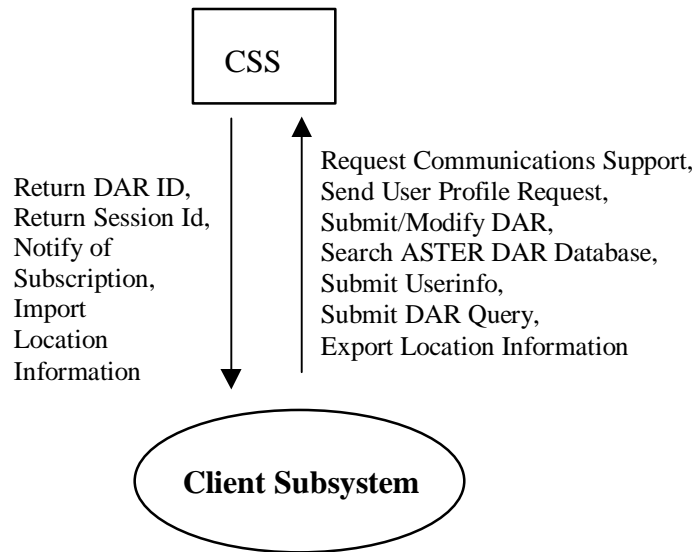 CSS
Return DAR ID,
Return Session Id,
Notify of
Subscription,
Import
Location
Information
Request Communications Support,
Send User Profile Request,
Submit/Modify DAR,
Search ASTER DAR Database,
Submit Userinfo,
Submit DAR Query,
Export Location Information
Client Subsystem